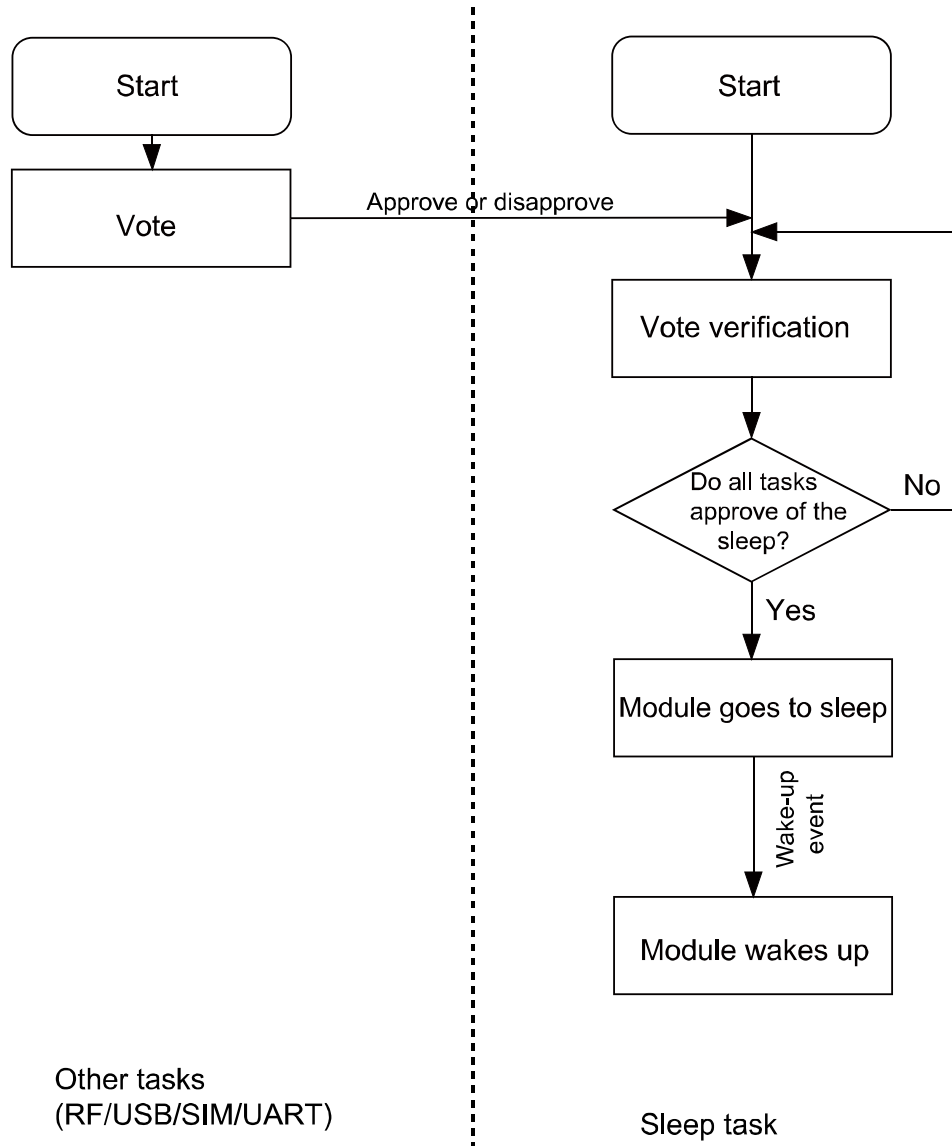 Start
Start
Vote
Approve or disapprove
Vote verification
Do all tasks
approve of the
sleep?
No
Yes
Module goes to sleep
Wake-up
event
Module wakes up
Other tasks
(RF/USB/SIM/UART)
Sleep task